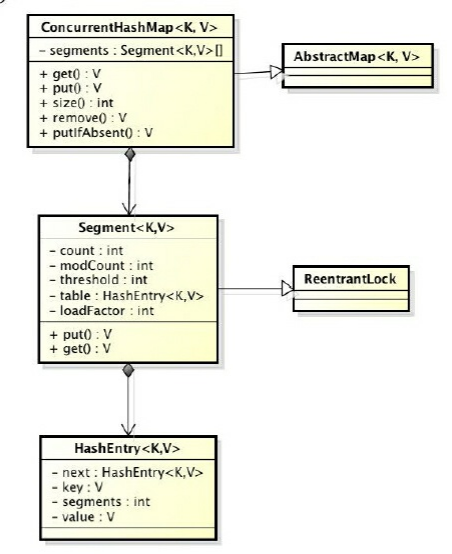 ConcurrentHashMap<K, V>
- segments : Segment<K,V>[]
+ get() : V
+ put() : V
+ size() : int
+ remove() : V
+ putIfAbsent() : V
AbstractMap<K, V>
Segment<K,V>
- count : int
- modCount : int
- threshold : int
- table : HashEntry<K,V>
- loadFactor : int
+ put() : V
+ get() : V
ReentrantLock
HashEntry<K,V>
- next : HashEntry<K,V>
- key : V
- segments : int
- value : V